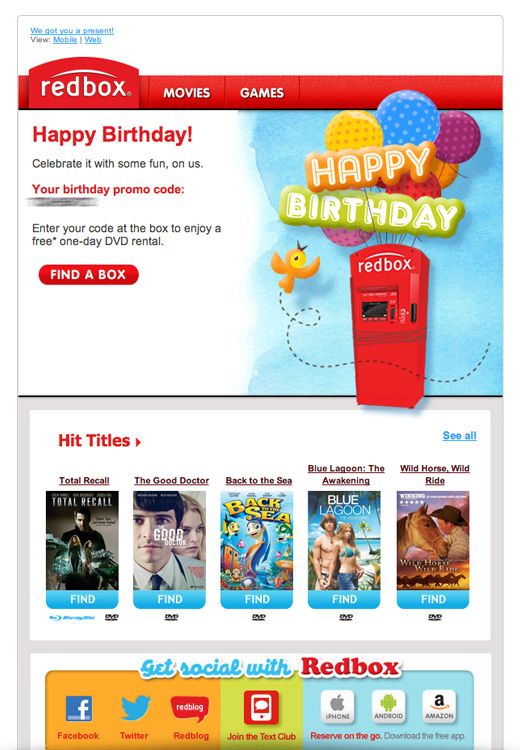 We got you a present!
View: Mobile | Web
redbox®
MOVIES
GAMES
Happy Birthday!
Celebrate it with some fun, on us.
Your birthday promo code:
Enter your code at the box to enjoy a
free* one-day DVD rental.
FIND A BOX
HAPPY
BIRTHDAY
redbox
Hit Titles
See all
Total Recall
The Good Doctor
Back to the Sea
Blue Lagoon: The
Awakening
Wild Horse, Wild
Ride
TOTAL RECALL
THE GOOD DOCTOR
BACK TO THE SEA
BLUE LAGOON
THE AWAKENING
WILD HORSE,
WILD RIDE
FIND
FIND
FIND
FIND
FIND
Blu-ray Disc
DVD
DVD
DVD
DVD
DVD
Get social with Redbox
redblog
Facebook
Twitter
Redblog
Join the Text Club
iPHONE
ANDROID
AMAZON
Reserve on the go. Download the free app.